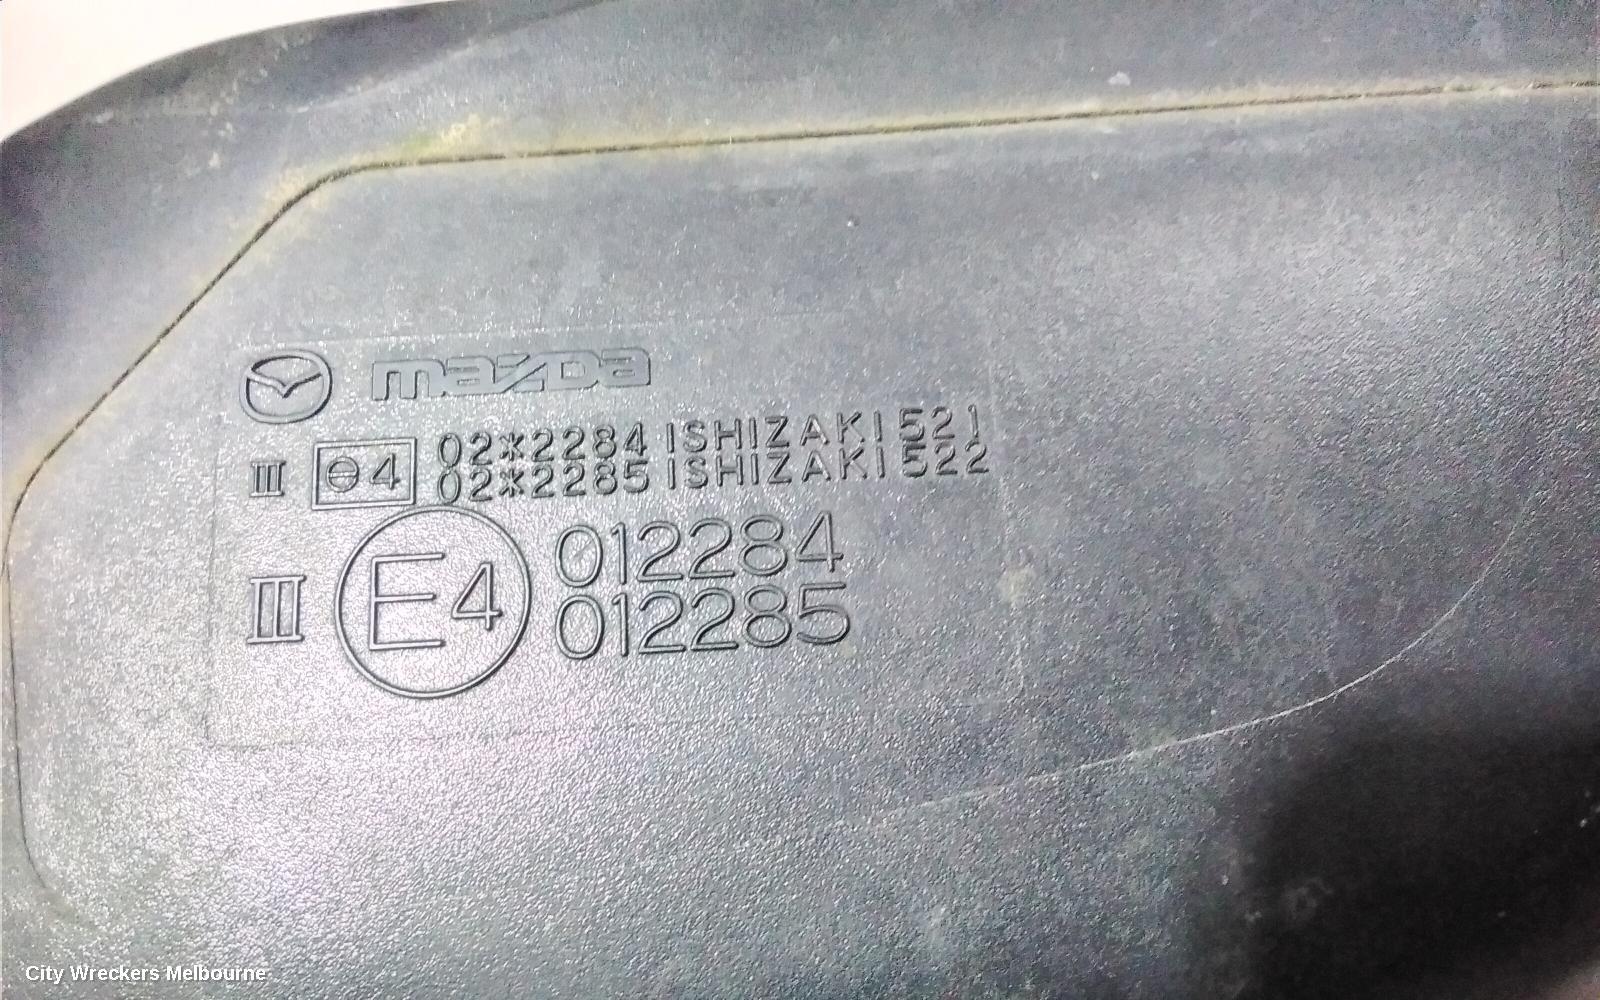 mazda
III e4 02*2284 ISHIZAKI 521
02*2285 ISHIZAKI 522
III E4 012284
012285
City Wreckers Melbourne